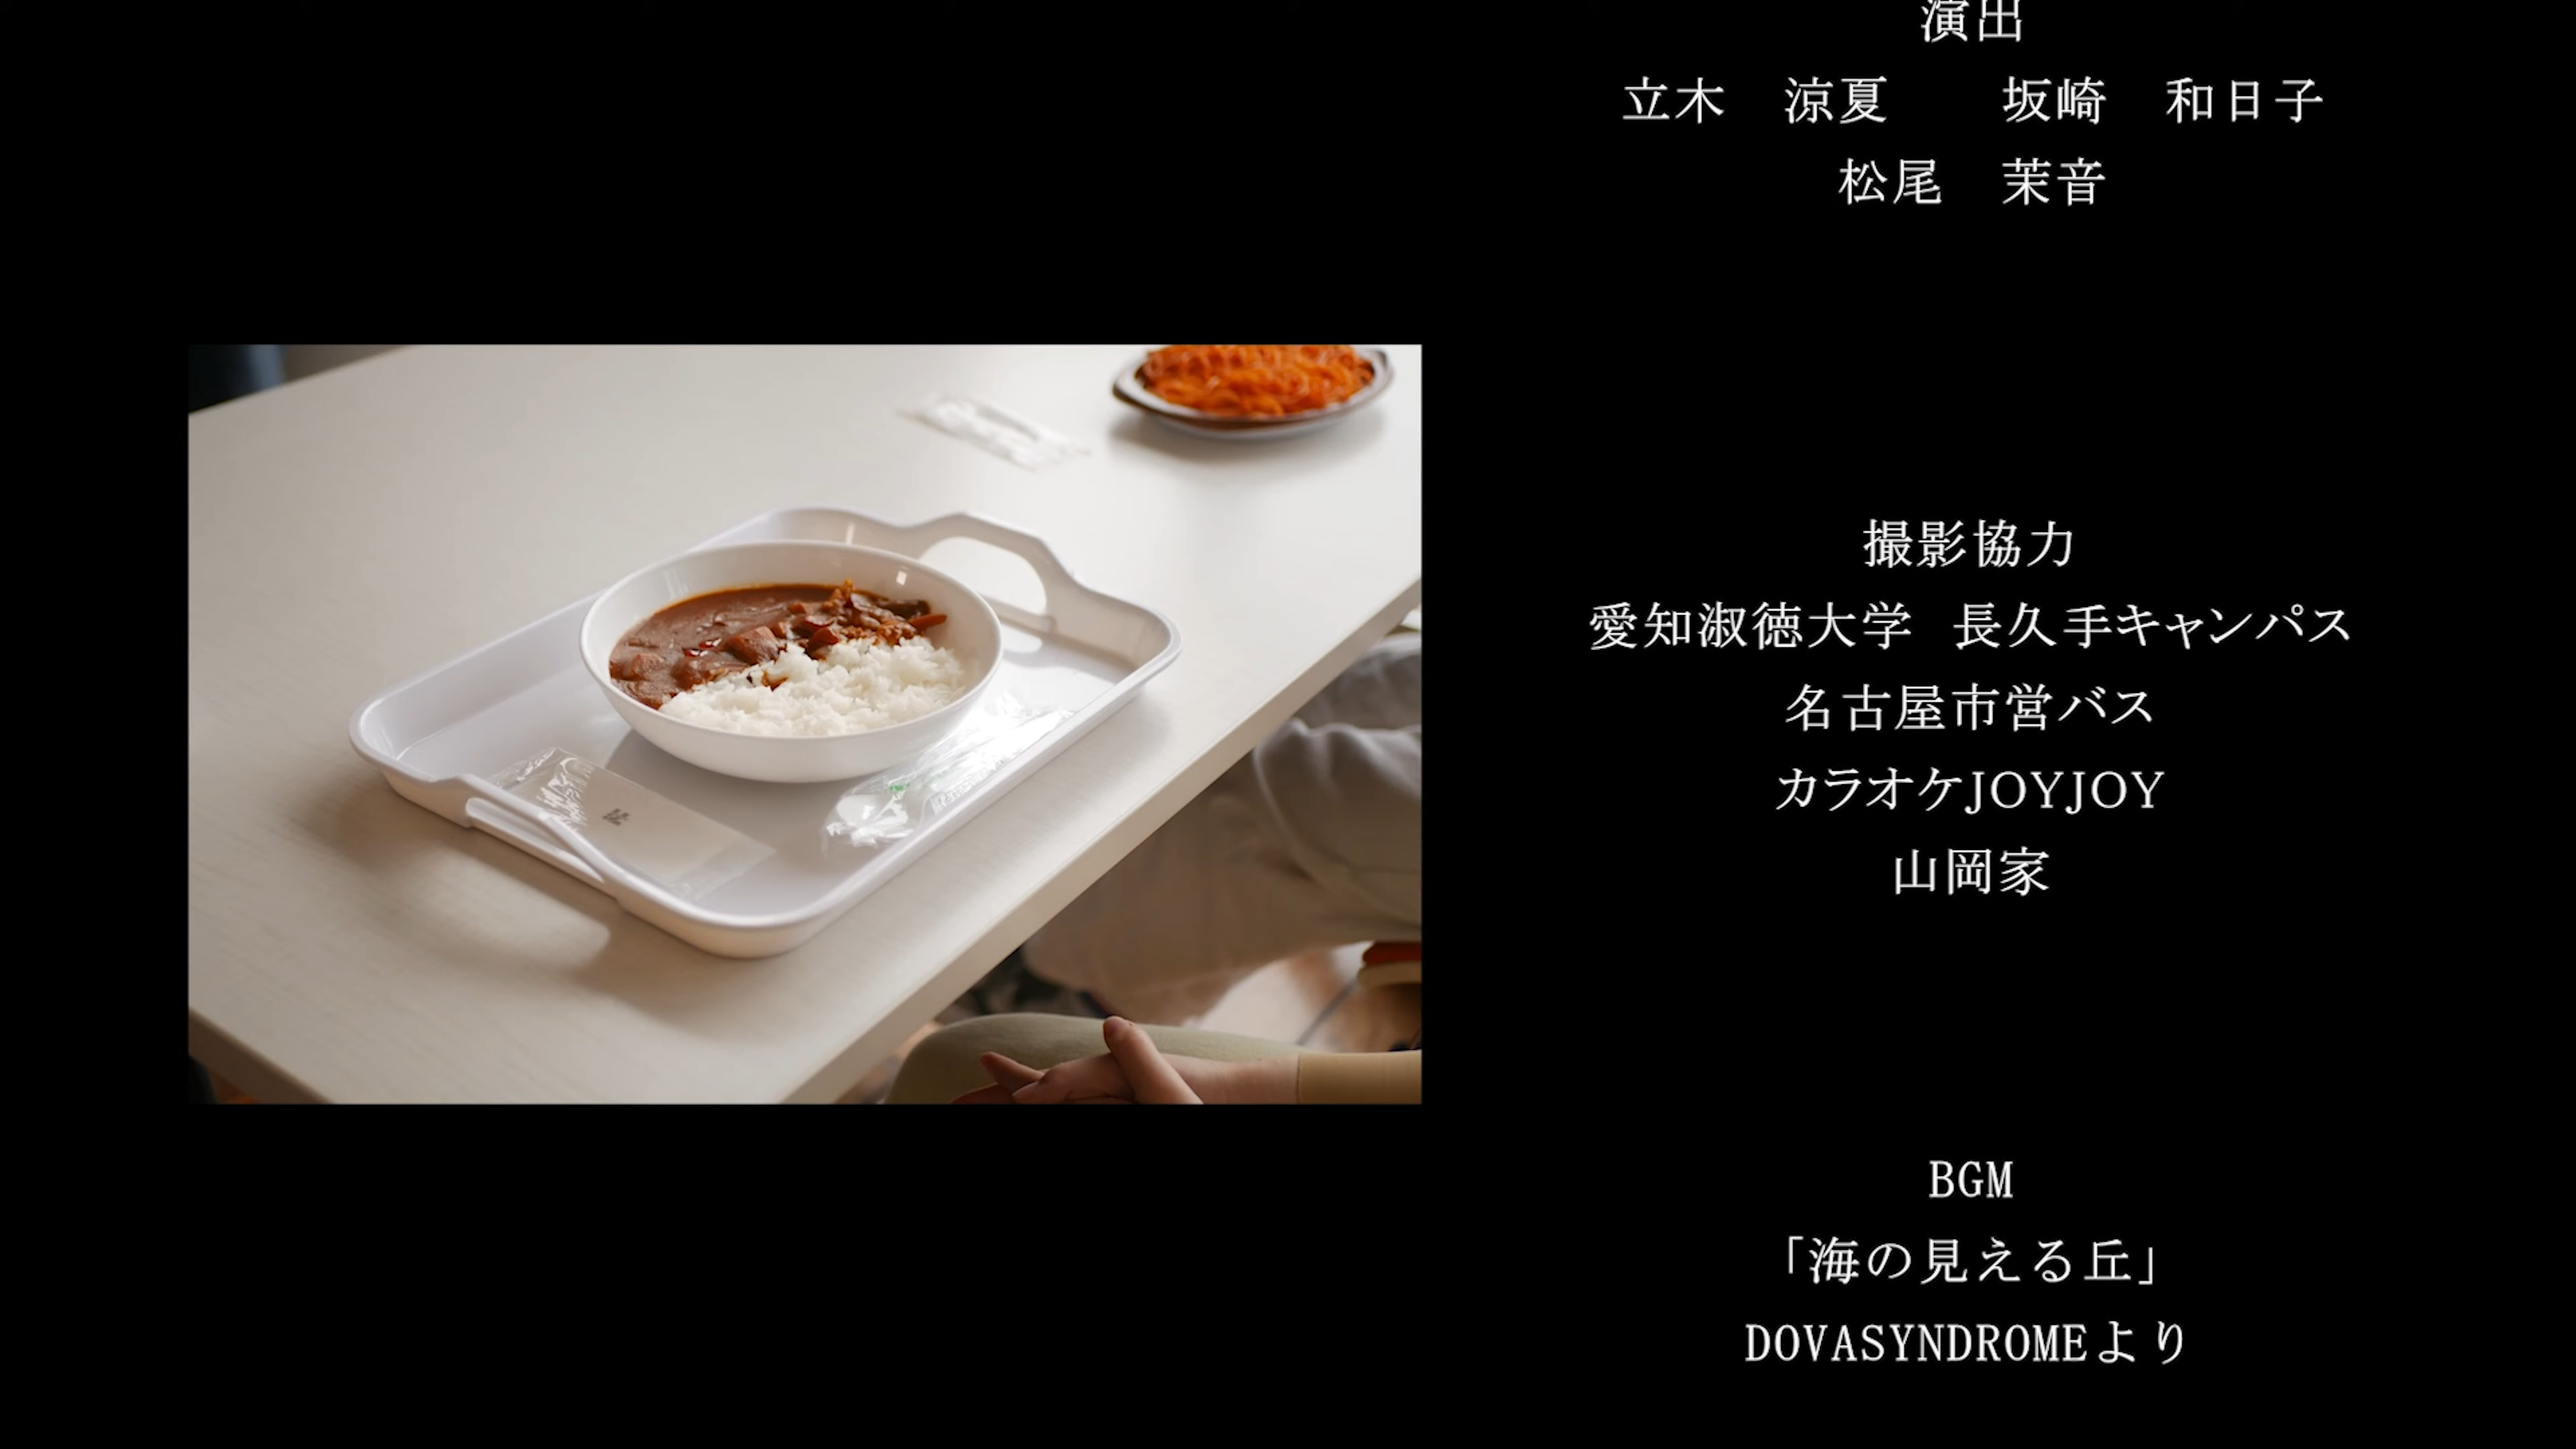 演出
立木　涼夏　　坂崎　和日子
松尾　茉音
撮影協力
愛知淑徳大学　長久手キャンパス
名古屋市営バス
カラオケJOYJOY
山岡家
BGM
「海の見える丘」
DOVASYNDROMEより